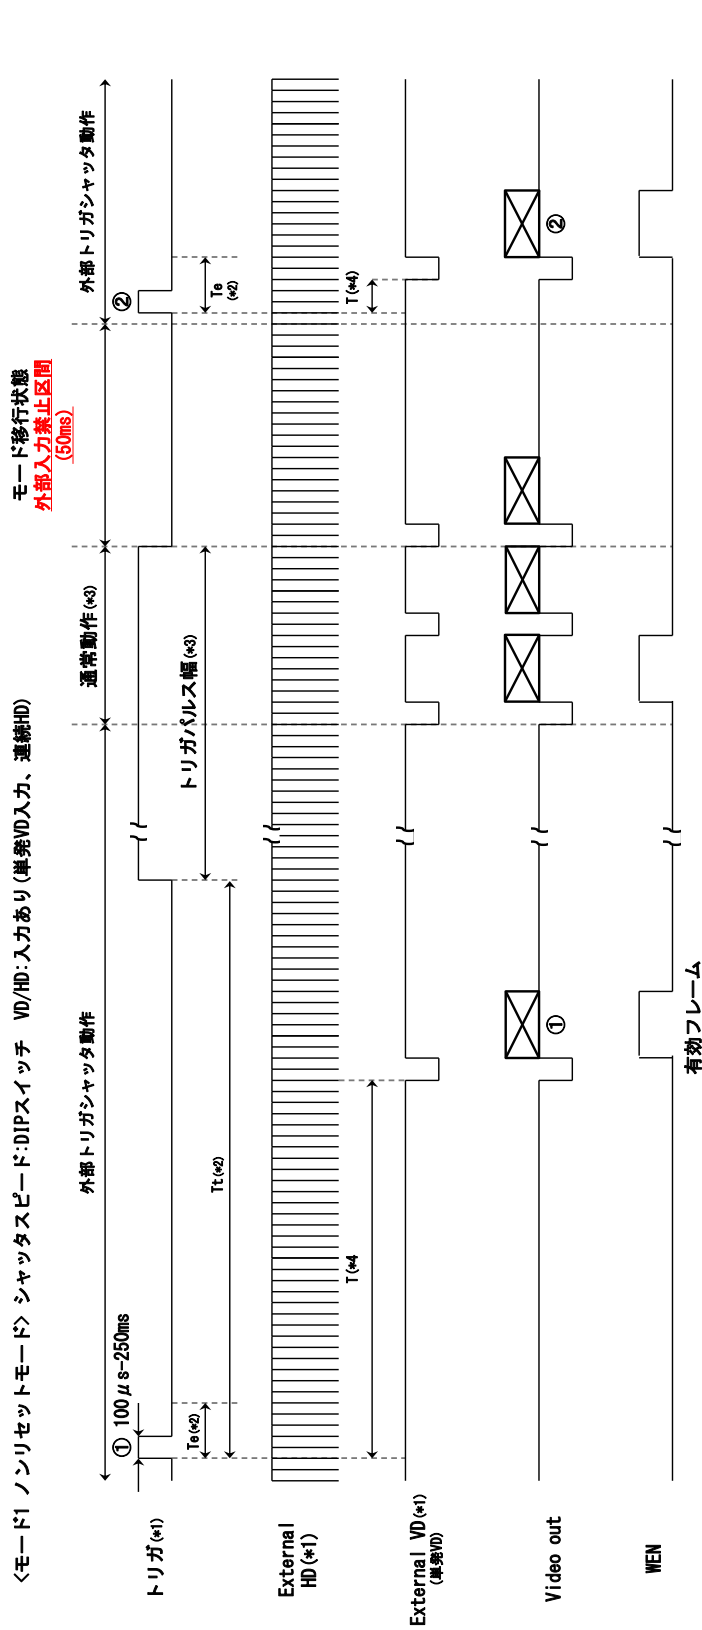 <モード1 ノンリセットモード> シャッタスピード:DIPスイッチ VD/HD:入力あり(単発VD入力、連続HD)
モード移行状態
外部入力禁止区間
(50ms)
外部トリガシャッタ動作
通常動作(*3)
外部トリガシャッタ動作
① 100μs-250ms
②
トリガ(*1)
Te(*2)
Tt(*2)
トリガパルス幅(*3)
Te
(*2)
External
HD(*1)
T(*4
T(*4)
External VD(*1)
(単発VD)
Video out
①
②
WEN
有効フレーム